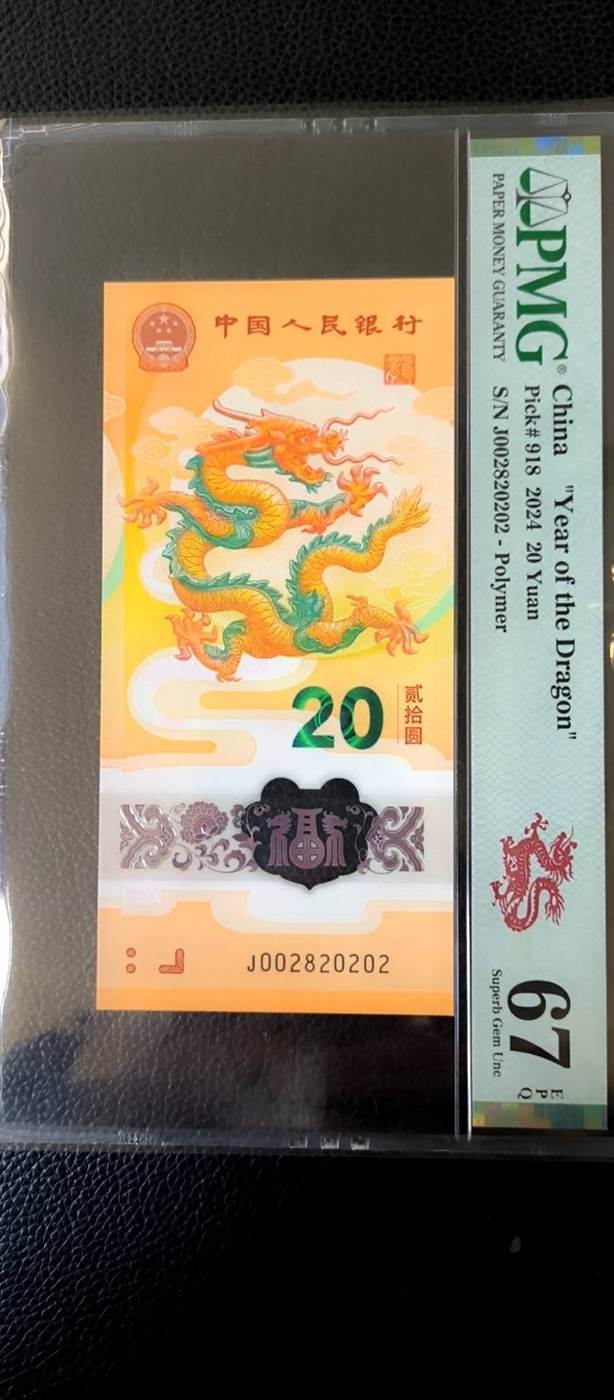 中国人民银行
20
贰拾圆
福
J002820202
PMG®
PAPER MONEY GUARANTY
China "Year of the Dragon"
Pick# 918 2024 20 Yuan
S/N J002820202 - Polymer
67
EPQ
Superb Gem Unc